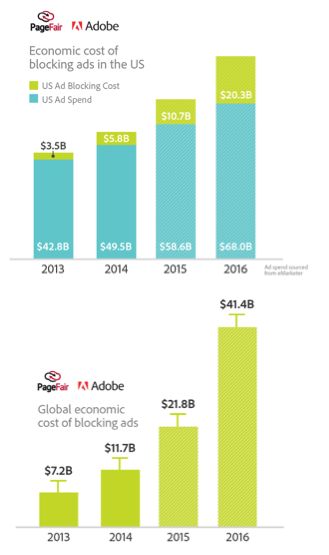 PageFair Adobe
Economic cost of
blocking ads in the US
US Ad Blocking Cost
US Ad Spend
$3.5B
$5.8B
$10.7B
$20.3B
$42.8B $49.5B $58.6B $68.0B
2013 2014 2015 2016
Ad spend sourced
from eMarketer
PageFair Adobe
Global economic
cost of blocking ads
$7.2B
$11.7B
$21.8B
$41.4B
2013 2014 2015 2016